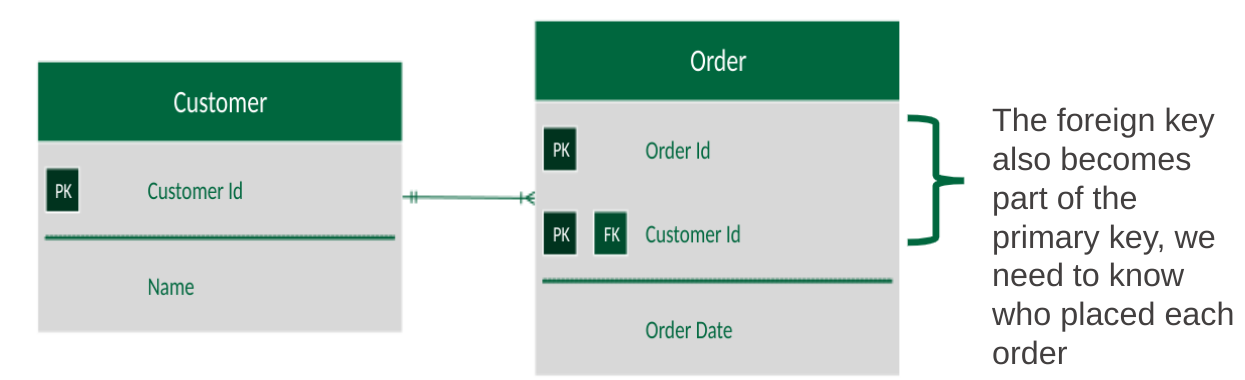 Customer
PK Customer Id
Name
Order
PK Order Id
PK FK Customer Id
Order Date
The foreign key
also becomes
part of the
primary key, we
need to know
who placed each
order